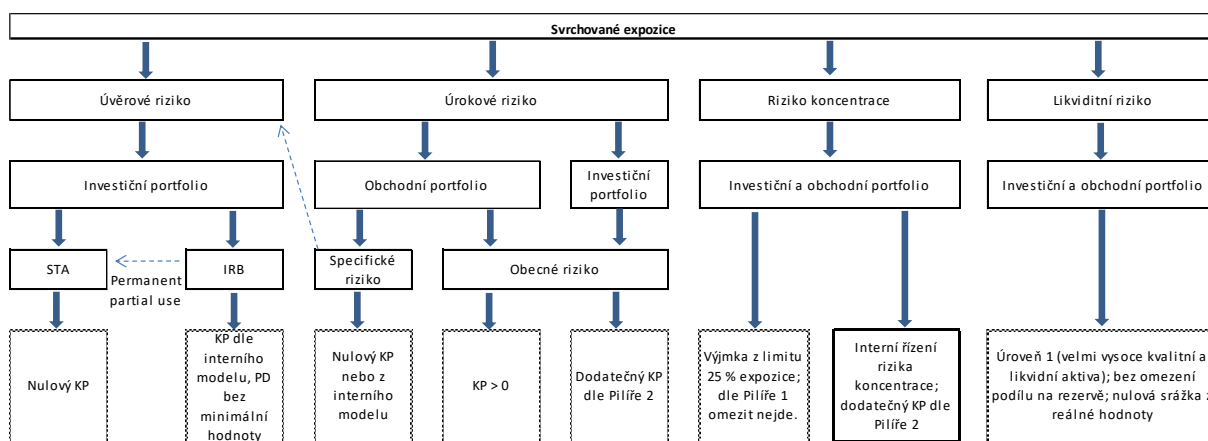 Svrchované expozice
Úvěrové riziko
Úrokové riziko
Riziko koncentrace
Likviditní riziko
Investiční portfolio
Obchodní portfolio
Investiční
portfolio
Investiční a obchodní portfolio
Investiční a obchodní portfolio
STA
Permanent
partial use
IRB
Specifické
riziko
Obecné riziko
Nulový KP
KP dle
interního
modelu, PD
bez
minimální
hodnoty
Nulový KP
nebo z
interního
modelu
KP > 0
Dodatečný KP
dle Pilíře 2
Výjmka z limitu
25 % expozice;
dle Pilíře 1
omezit nejde.
Interní řízení
rizika
koncentrace;
dodatečný KP dle
Pilíře 2
Úroveň 1 (velmi vysoce kvalitní a
likvidní aktiva); bez omezení
podílu na rezervě; nulová srážka z
reálné hodnoty